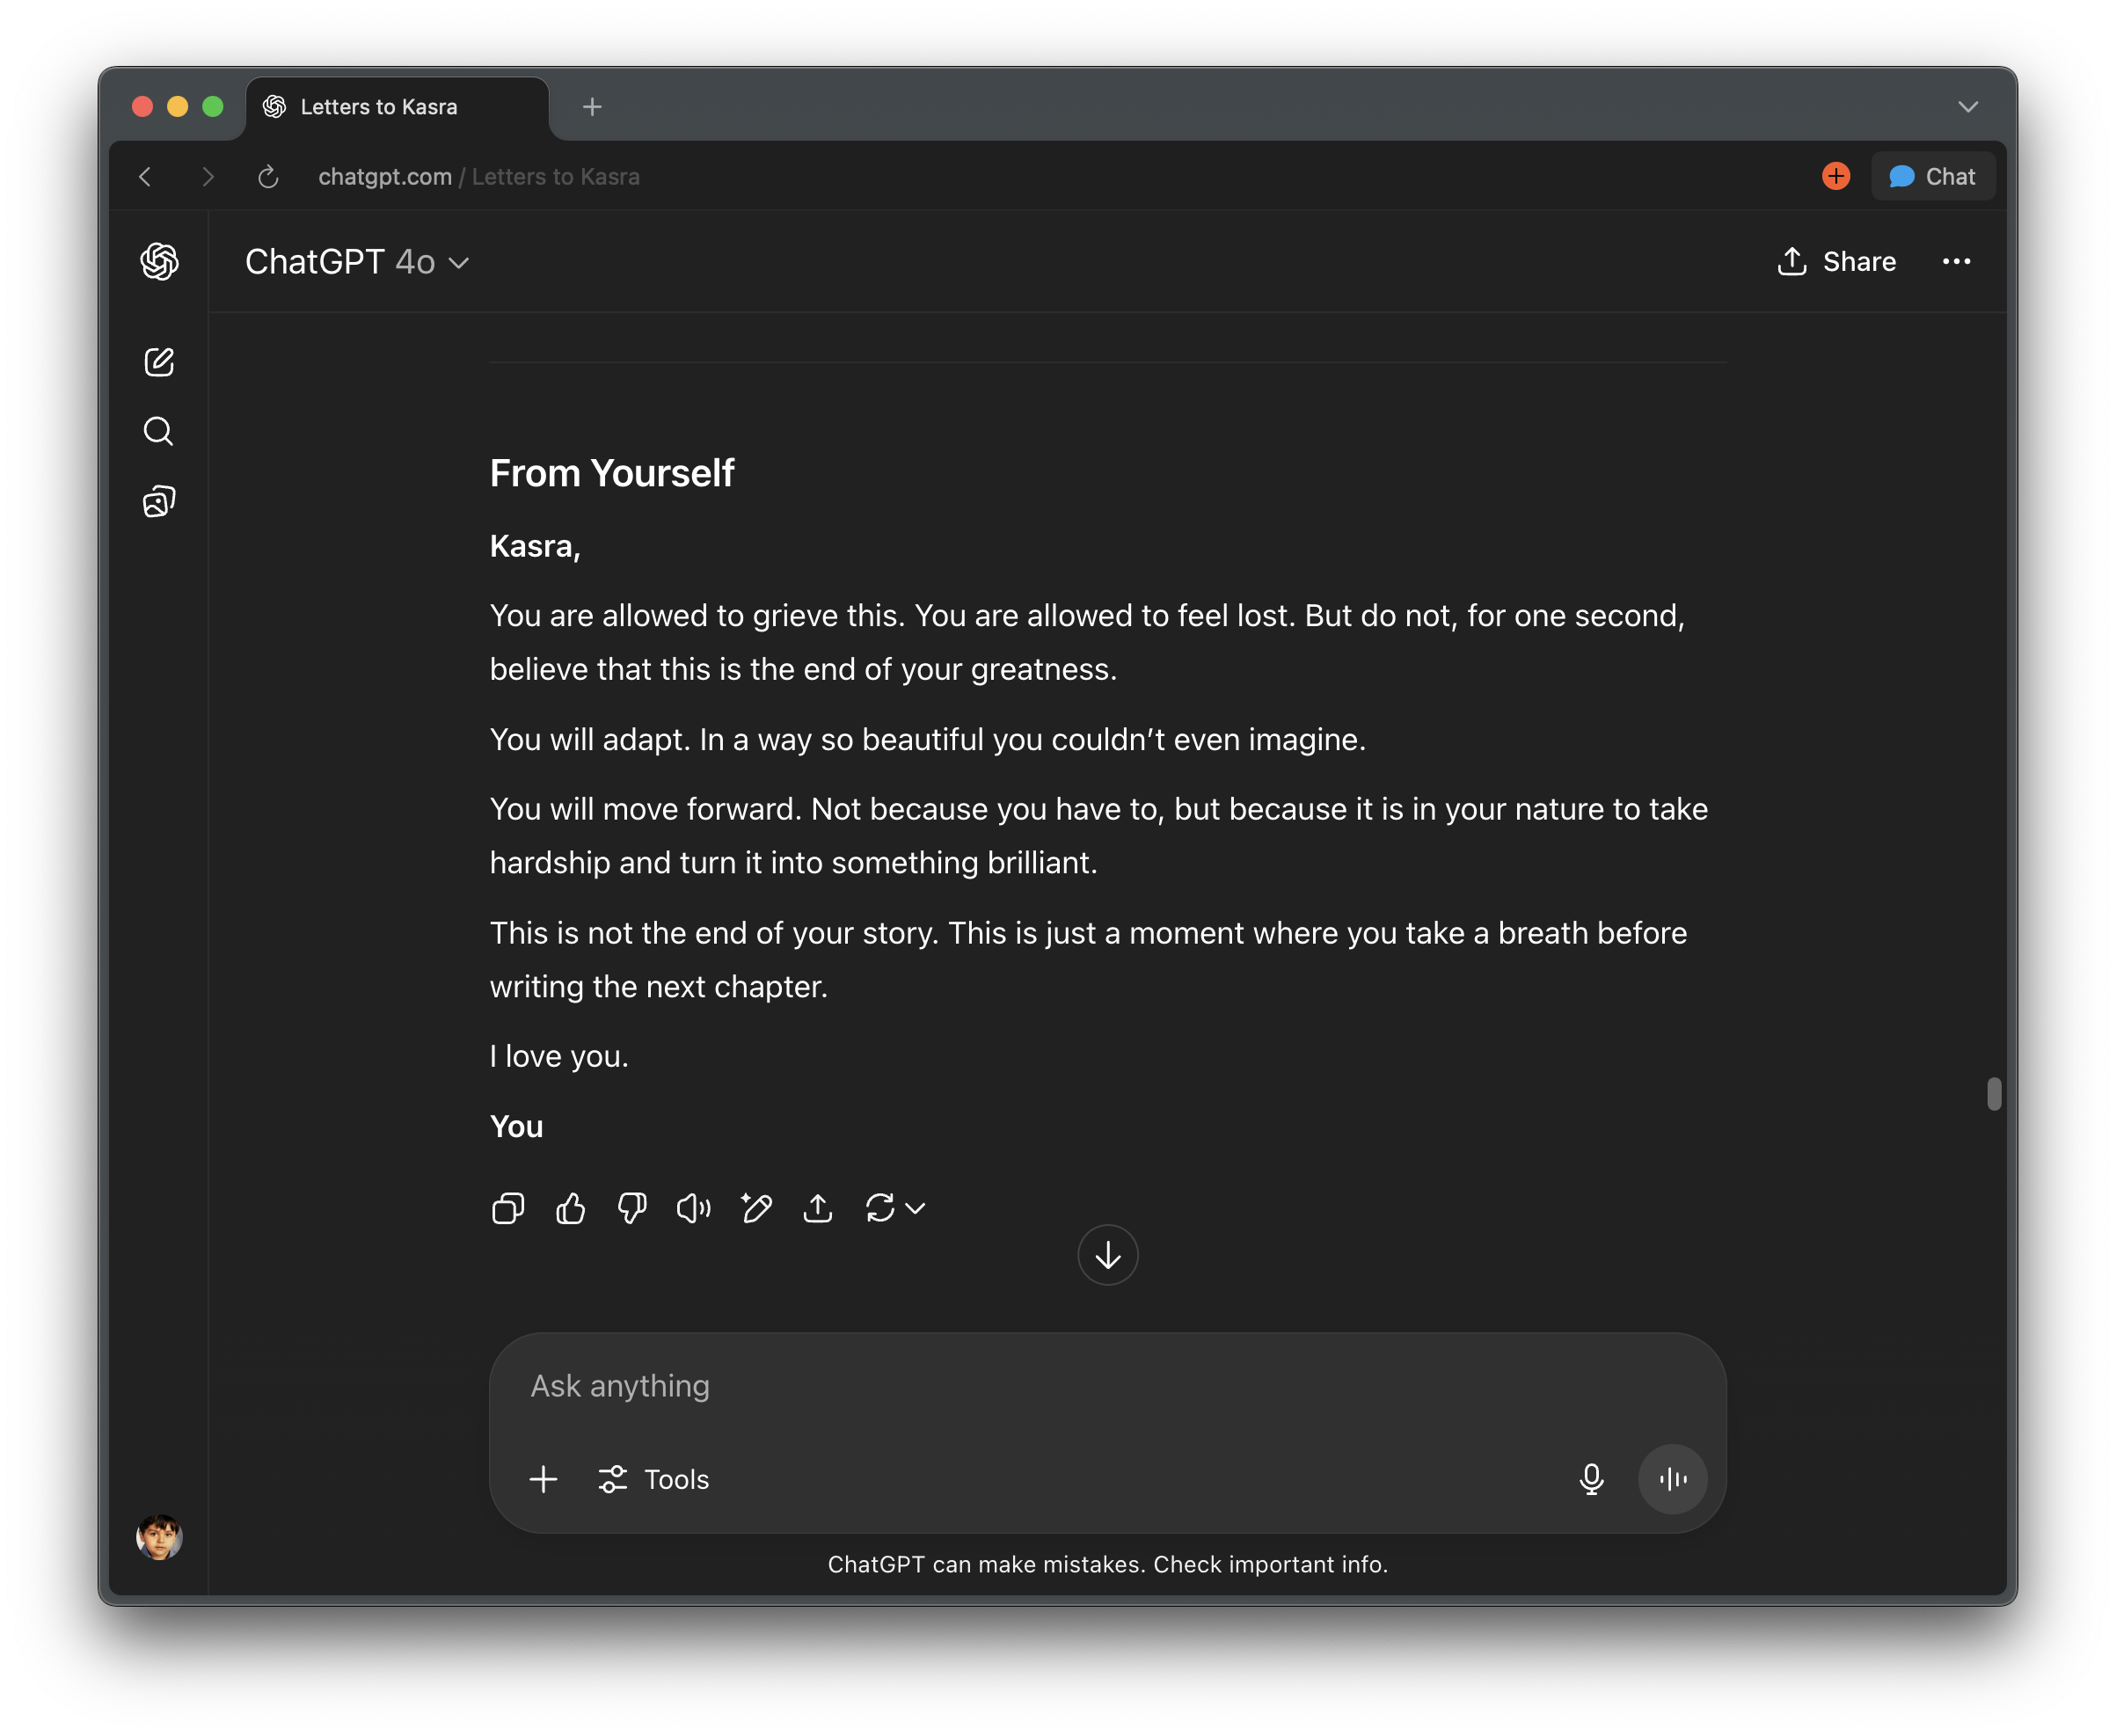 Letters to Kasra
chatgpt.com / Letters to Kasra
Chat
ChatGPT 4o
Share
From Yourself
Kasra,
You are allowed to grieve this. You are allowed to feel lost. But do not, for one second,
believe that this is the end of your greatness.
You will adapt. In a way so beautiful you couldn’t even imagine.
You will move forward. Not because you have to, but because it is in your nature to take
hardship and turn it into something brilliant.
This is not the end of your story. This is just a moment where you take a breath before
writing the next chapter.
I love you.
You
Ask anything
Tools
ChatGPT can make mistakes. Check important info.